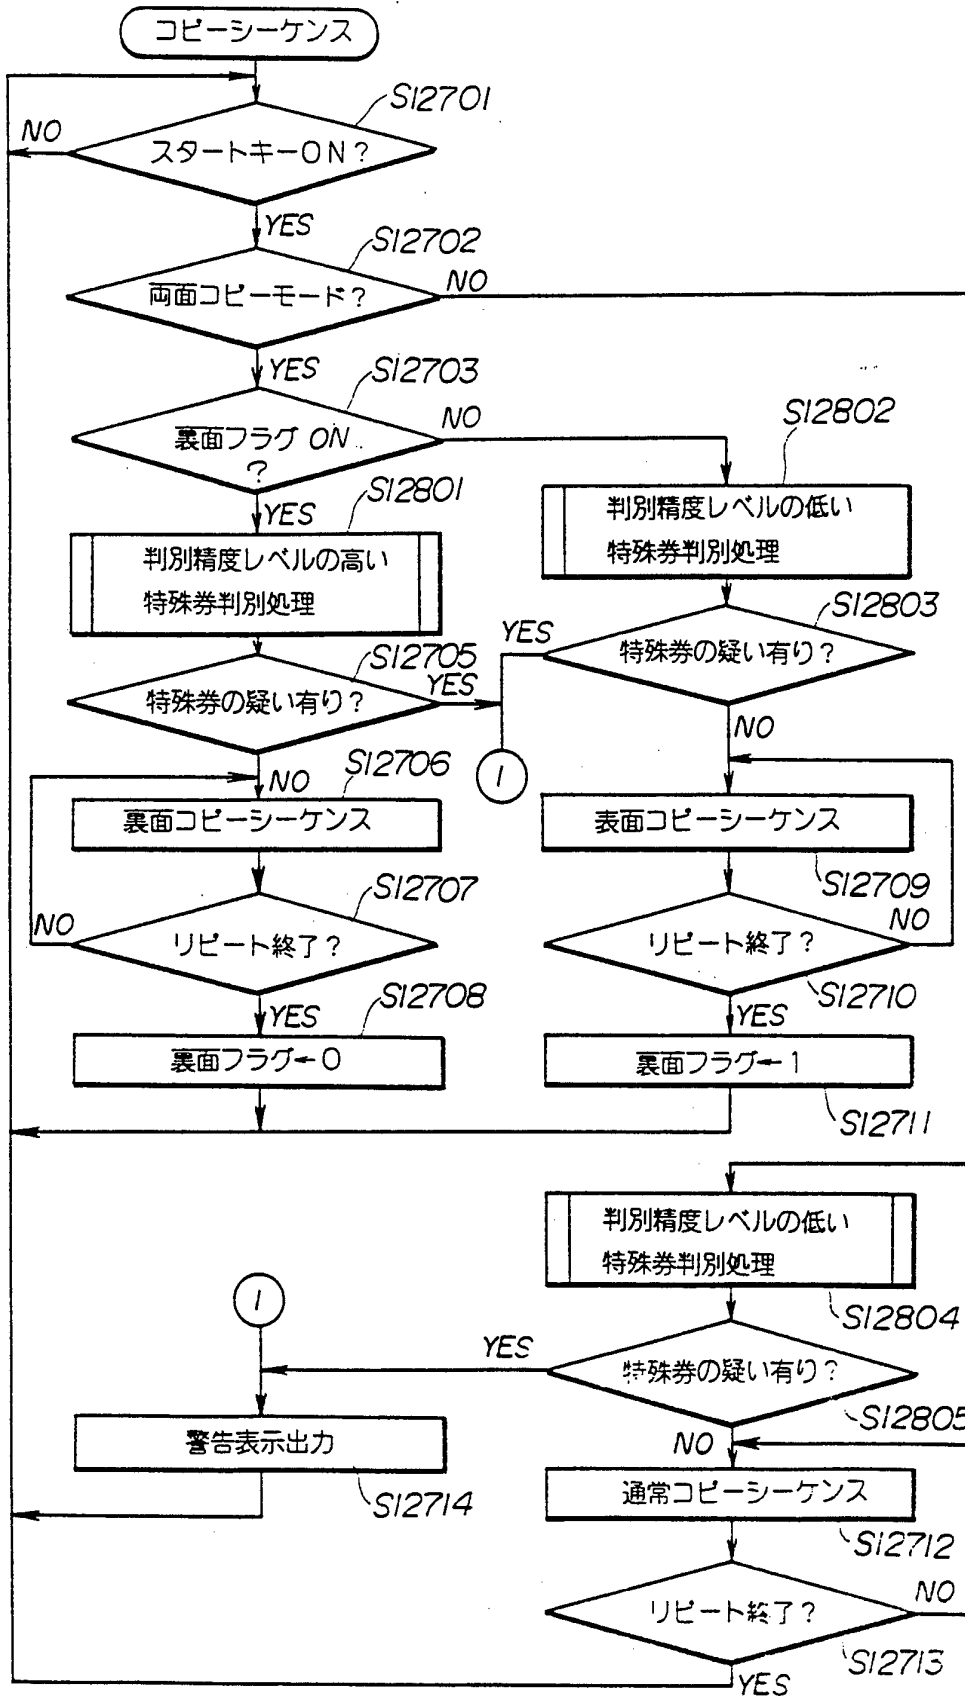 コピーシーケンス
S12701
NO
スタートキーON？
YES
S12702
両面コピーモード？
NO
YES
S12703
裏面フラグ ON
？
NO
S12802
YES
S12801
判別精度レベルの低い
特殊券判別処理
判別精度レベルの高い
特殊券判別処理
S12803
YES
特殊券の疑い有り？
S12705
特殊券の疑い有り？
YES
NO
1
NO
S12706
裏面コピーシーケンス
表面コピーシーケンス
S12707
S12709
NO
リピート終了？
リピート終了？
NO
S12708
YES
S12710
YES
裏面フラグ←0
裏面フラグ←1
S12711
判別精度レベルの低い
特殊券判別処理
1
S12804
YES
特殊券の疑い有り？
S12805
警告表示出力
NO
通常コピーシーケンス
S12714
S12712
リピート終了？
NO
S12713
YES